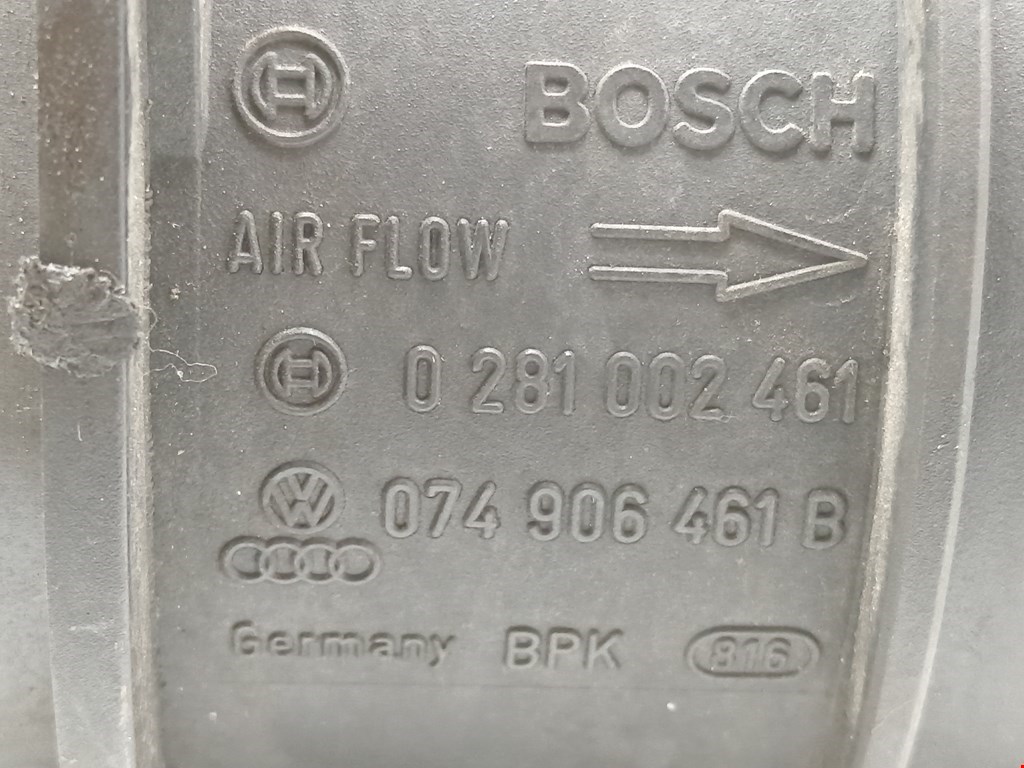 BOSCH
AIR FLOW
0 281 002 461
074 906 461 B
Germany BPK 816